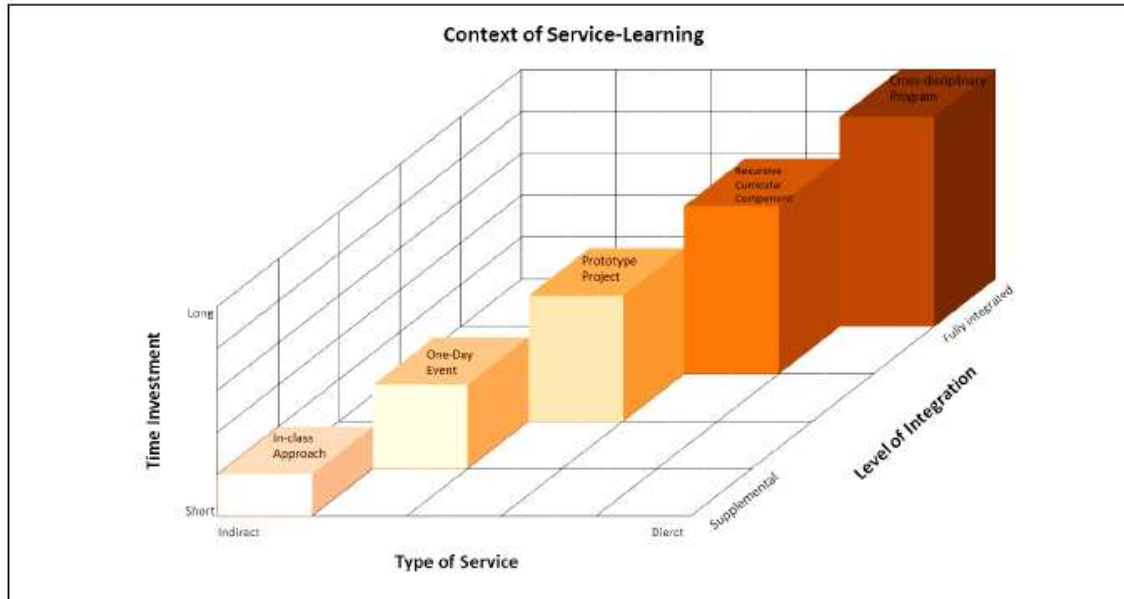 Context of Service-Learning
Cross-disciplinary
Program
Recursive
Curricular
Component
Prototype
Project
One-Day
Event
In-class
Approach
Long
Time Investment
Short
Indirect
Dierct
Type of Service
Supplemental
Level of Integration
Fully integrated